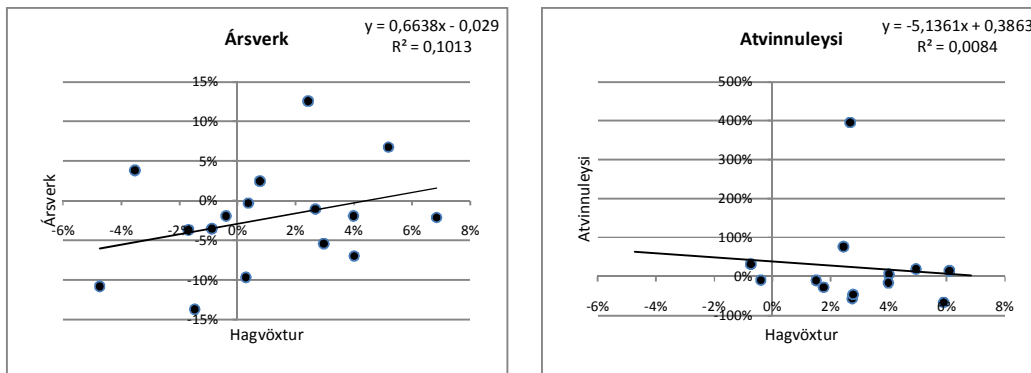 Ársverk
y = 0,6638x - 0,029
R² = 0,1013
15%
10%
5%
0%
-6% -4% -2% 0% 2% 4% 6% 8%
-5%
-10%
-15%
Ársverk
Hagvöxtur
Atvinnuleysi
y = -5,1361x + 0,3863
R² = 0,0084
500%
400%
300%
200%
100%
0%
-100%
-6% -4% -2% 0% 2% 4% 6% 8%
Atvinnuleysi
Hagvöxtur